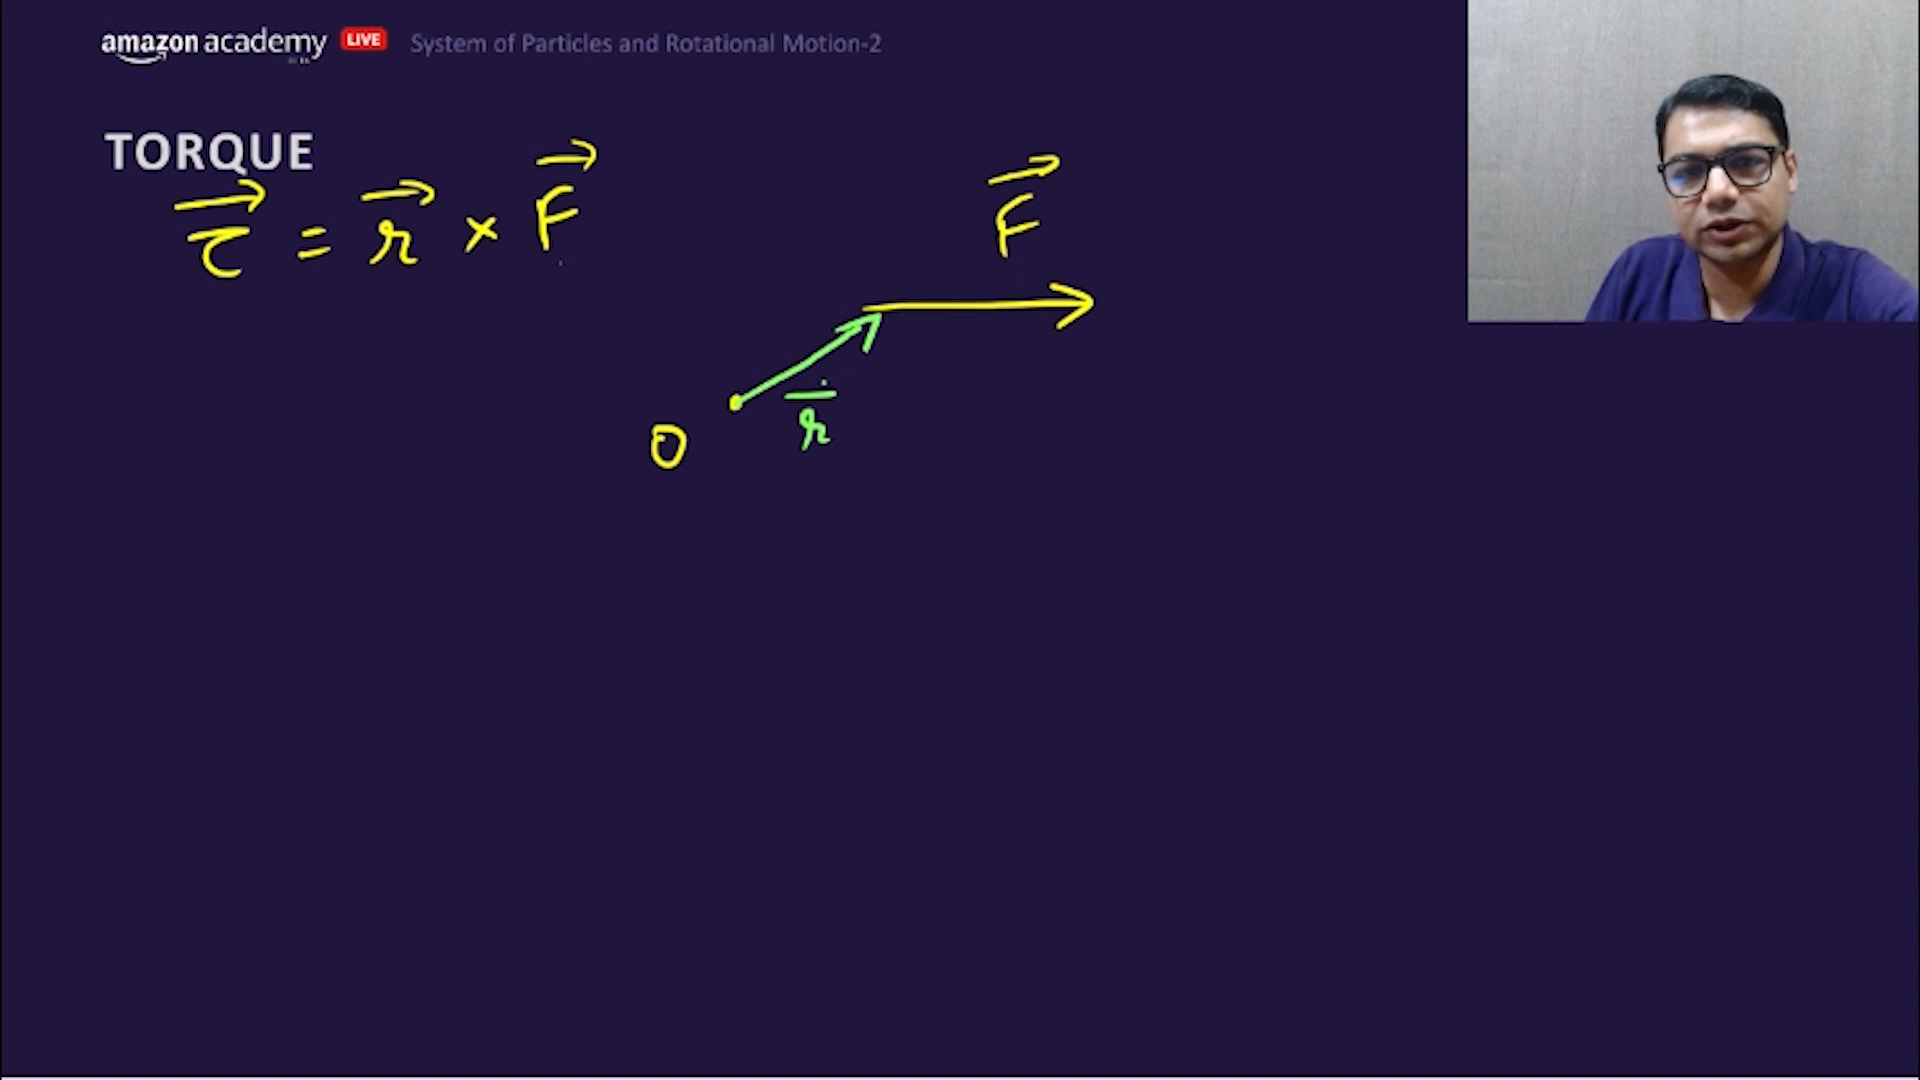 amazon academy LIVE System of Particles and Rotational Motion-2
TORQUE
τ⃗ = r⃗ × F⃗
F⃗
r⃗
O